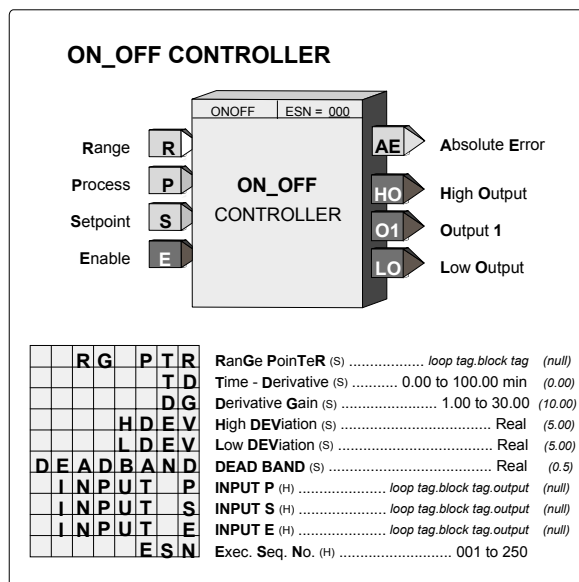 ON_OFF CONTROLLER
ONOFF ESN = 000
Range R
Process P
Setpoint S
Enable E
ON_OFF
CONTROLLER
AE Absolute Error
HO High Output
O1 Output 1
LO Low Output
RG PTR RanGe PoinTeR (S) .................. loop tag.block tag (null)
TD Time - Derivative (S) ........... 0.00 to 100.00 min (0.00)
DG Derivative Gain (S) ...................... 1.00 to 30.00 (10.00)
HDEV High DEViation (S) ................................... Real (5.00)
LDEV Low DEViation (S) .................................... Real (5.00)
DEADBAND DEAD BAND (S) ....................................... Real (0.5)
INPUT P INPUT P (H) ...................... loop tag.block tag.output (null)
INPUT S INPUT S (H) ...................... loop tag.block tag.output (null)
INPUT E INPUT E (H) ...................... loop tag.block tag.output (null)
ESN Exec. Seq. No. (H) ......................... 001 to 250